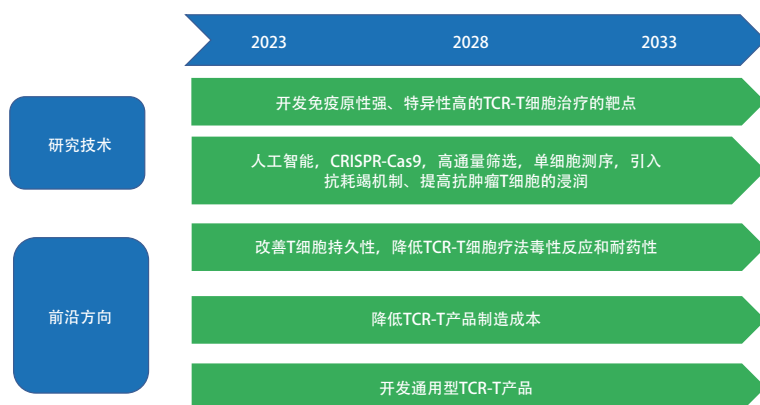 2023 2028 2033
开发免疫原性强、特异性高的TCR-T细胞治疗的靶点
研究技术
人工智能，CRISPR-Cas9，高通量筛选，单细胞测序，引入
抗耗竭机制、提高抗肿瘤T细胞的浸润
改善T细胞持久性，降低TCR-T细胞疗法毒性反应和耐药性
前沿方向
降低TCR-T产品制造成本
开发通用型TCR-T产品